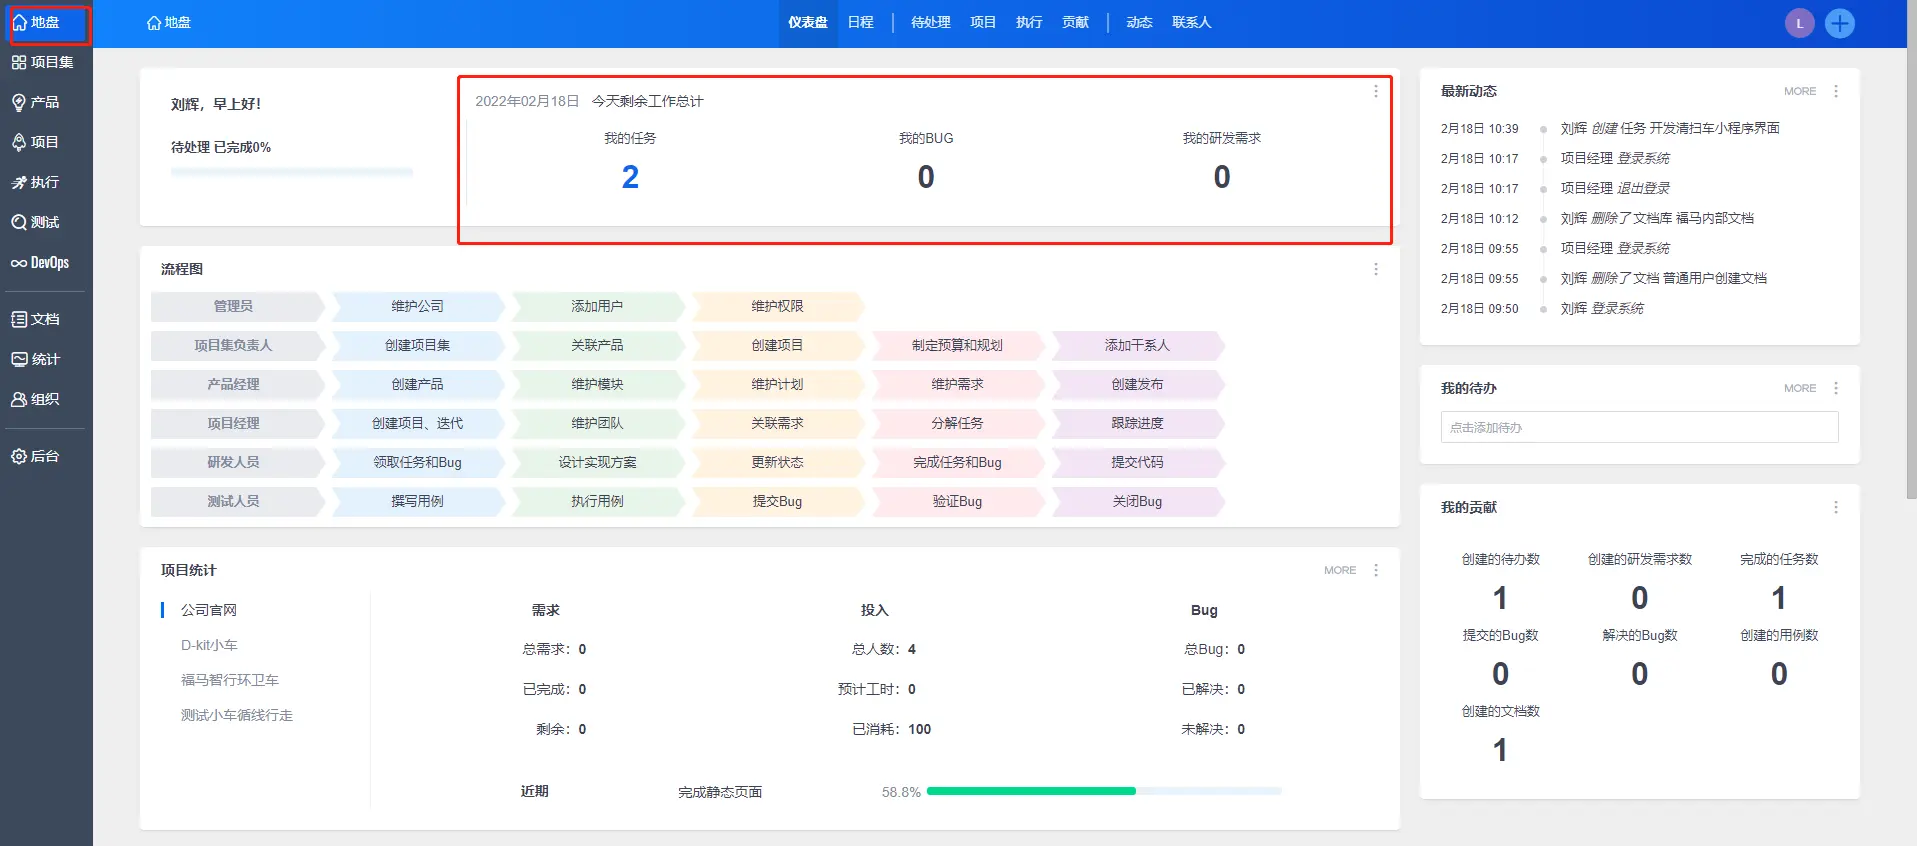 地盘
项目集
产品
项目
执行
测试
DevOps
文档
统计
组织
后台
地盘
仪表盘 日程 待处理 项目 执行 贡献 动态 联系人
L
刘辉，早上好！
待处理 已完成0%
2022年02月18日 今天剩余工作总计
我的任务 我的BUG 我的研发需求
2 0 0
流程图
管理员 维护公司 添加用户 维护权限
项目集负责人 创建项目集 关联产品 创建项目 制定预算和规划 添加干系人
产品经理 创建产品 维护模块 维护计划 维护需求 创建发布
项目经理 创建项目、迭代 维护团队 关联需求 分解任务 跟踪进度
研发人员 领取任务和Bug 设计实现方案 更新状态 完成任务和Bug 提交代码
测试人员 撰写用例 执行用例 提交Bug 验证Bug 关闭Bug
项目统计 MORE
公司官网
D-kit小车
福马智行环卫车
测试小车循线行走
需求 投入 Bug
总需求：0 总人数：4 总Bug：0
已完成：0 预计工时：0 已解决：0
剩余：0 已消耗：100 未解决：0
近期 完成静态页面 58.8%
最新动态 MORE
2月18日 10:39 刘辉 创建 任务 开发清扫车小程序界面
2月18日 10:17 项目经理 登录系统
2月18日 10:17 项目经理 退出登录
2月18日 10:12 刘辉 删除了 文档库 福马内部文档
2月18日 09:55 项目经理 登录系统
2月18日 09:55 刘辉 删除了 文档 普通用户创建文档
2月18日 09:50 刘辉 登录系统
我的待办 MORE
点击添加待办
我的贡献
创建的待办数 创建的研发需求数 完成的任务数
1 0 1
提交的Bug数 解决的Bug数 创建的用例数
0 0 0
创建的文档数
1